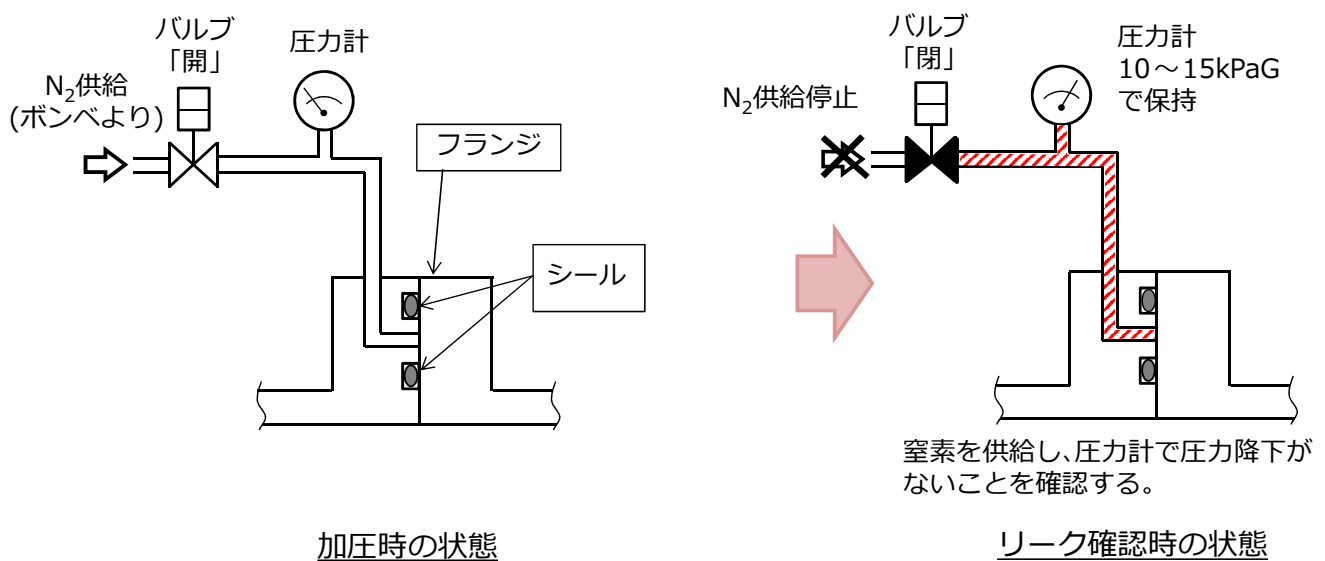 バルブ
「開」
圧力計
N₂供給
(ボンベより)
フランジ
シール
加圧時の状態
バルブ
「閉」
圧力計
10～15kPaG
で保持
N₂供給停止
窒素を供給し、圧力計で圧力降下が
ないことを確認する。
リーク確認時の状態